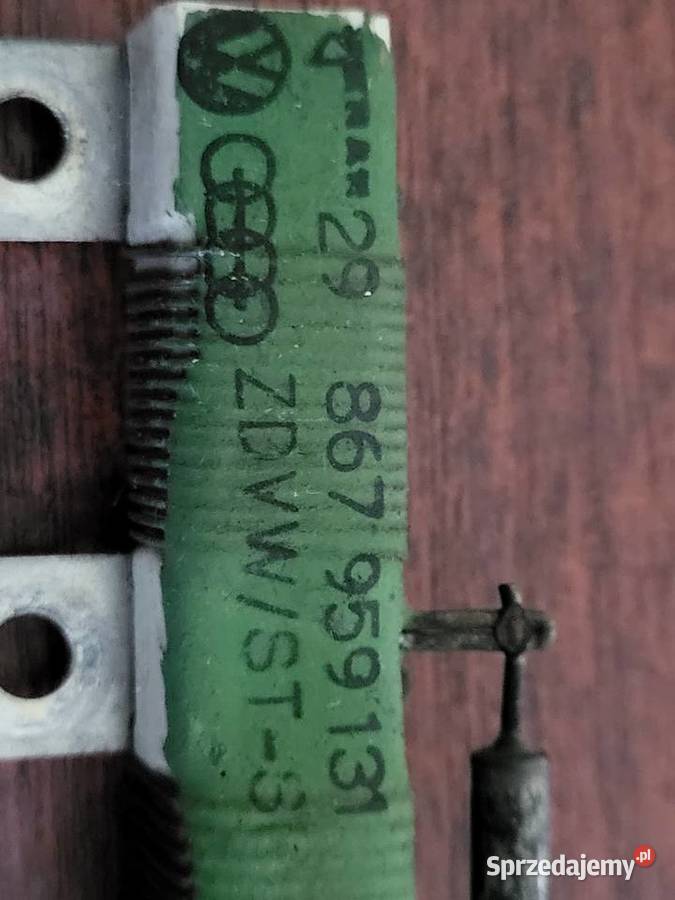 29 867 959 131
ZDVW/ST-3
Sprzedajemy.pl